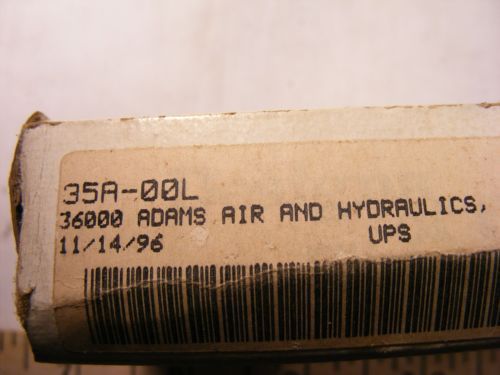 35A-00L
36000 ADAMS AIR AND HYDRAULICS,
11/14/96 UPS